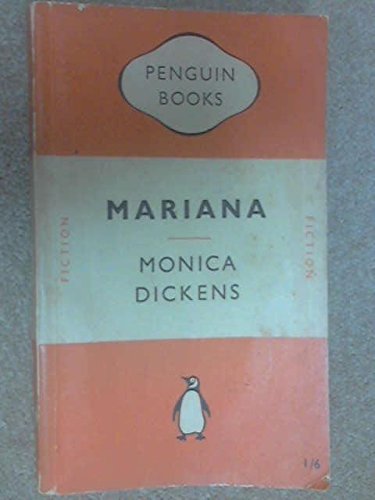 PENGUIN
BOOKS
FICTION
MARIANA
MONICA
DICKENS
FICTION
1/6